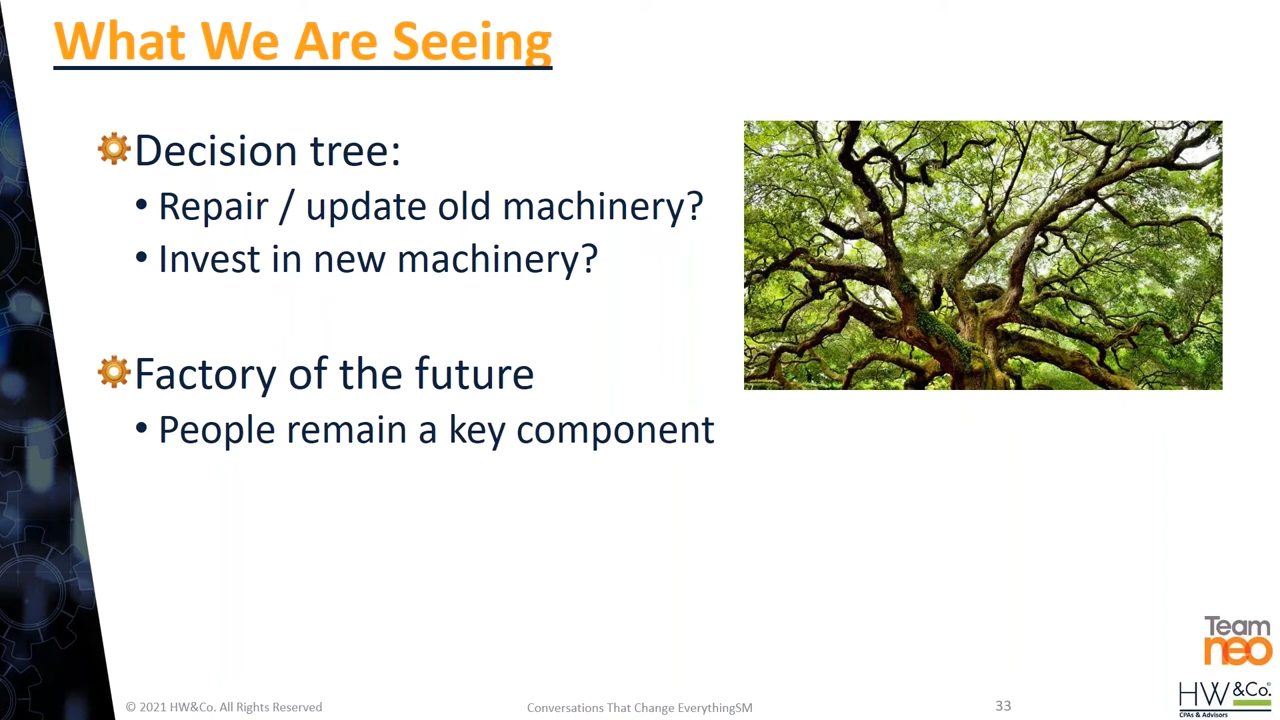 What We Are Seeing
Decision tree:
• Repair / update old machinery?
• Invest in new machinery?
Factory of the future
• People remain a key component
Team
neo
HW &Co.®
CPAs & Advisors
© 2021 HW&Co. All Rights Reserved
Conversations That Change EverythingSM
33